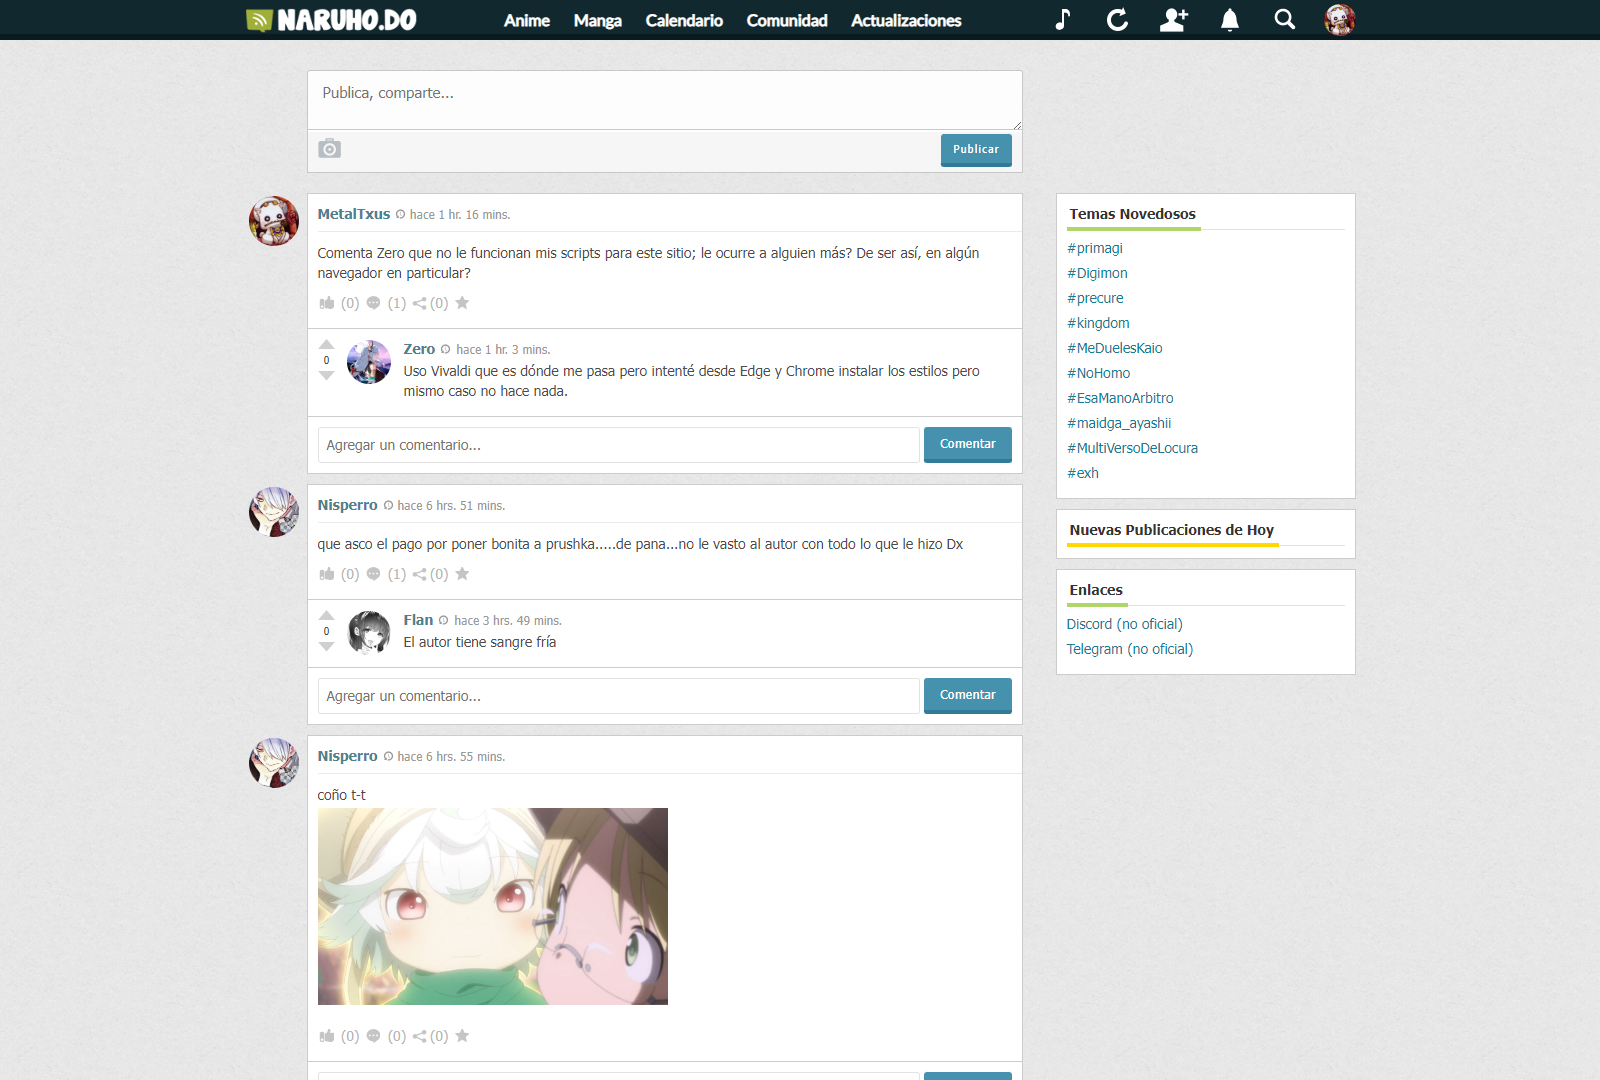 NARUHO.DO
Anime Manga Calendario Comunidad Actualizaciones
Publica, comparte...
Publicar
MetalTxus hace 1 hr. 16 mins.
Comenta Zero que no le funcionan mis scripts para este sitio; le ocurre a alguien más? De ser así, en algún
navegador en particular?
(0) (1) (0)
0
Zero hace 1 hr. 3 mins.
Uso Vivaldi que es dónde me pasa pero intenté desde Edge y Chrome instalar los estilos pero
mismo caso no hace nada.
Agregar un comentario...
Comentar
Nisperro hace 6 hrs. 51 mins.
que asco el pago por poner bonita a prushka.....de pana...no le vasto al autor con todo lo que le hizo Dx
(0) (1) (0)
0
Flan hace 3 hrs. 49 mins.
El autor tiene sangre fría
Agregar un comentario...
Comentar
Nisperro hace 6 hrs. 55 mins.
coño t-t
(0) (0) (0)
Temas Novedosos
#primagi
#Digimon
#precure
#kingdom
#MeDuelesKaio
#NoHomo
#EsaManoArbitro
#maidga_ayashii
#MultiVersoDeLocura
#exh
Nuevas Publicaciones de Hoy
Enlaces
Discord (no oficial)
Telegram (no oficial)